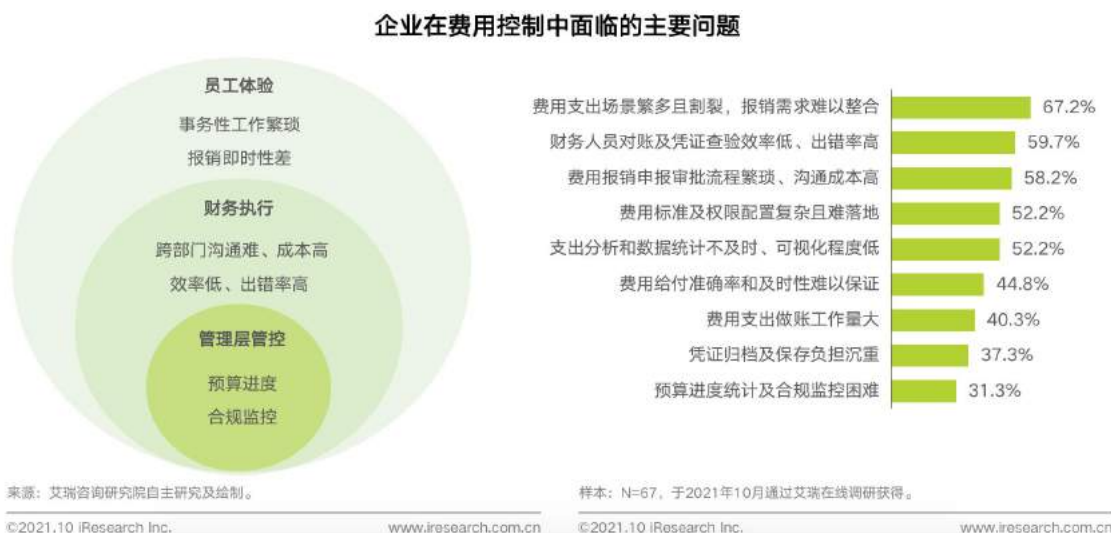 企业在费用控制中面临的主要问题
员工体验
事务性工作繁琐
报销即时性差
财务执行
跨部门沟通难、成本高
效率低、出错率高
管理层管控
预算进度
合规监控
费用支出场景繁多且割裂，报销需求难以整合 67.2%
财务人员对账及凭证查验效率低、出错率高 59.7%
费用报销申报审批流程繁琐、沟通成本高 58.2%
费用标准及权限配置复杂且难落地 52.2%
支出分析和数据统计不及时、可视化程度低 52.2%
费用给付准确率和及时性难以保证 44.8%
费用支出做账工作量大 40.3%
凭证归档及保存负担沉重 37.3%
预算进度统计及合规监控困难 31.3%
来源：艾瑞咨询研究院自主研究及绘制。
样本：N=67，于2021年10月通过艾瑞在线调研获得。
©2021.10 iResearch Inc. www.iresearch.com.cn
©2021.10 iResearch Inc. www.iresearch.com.cn